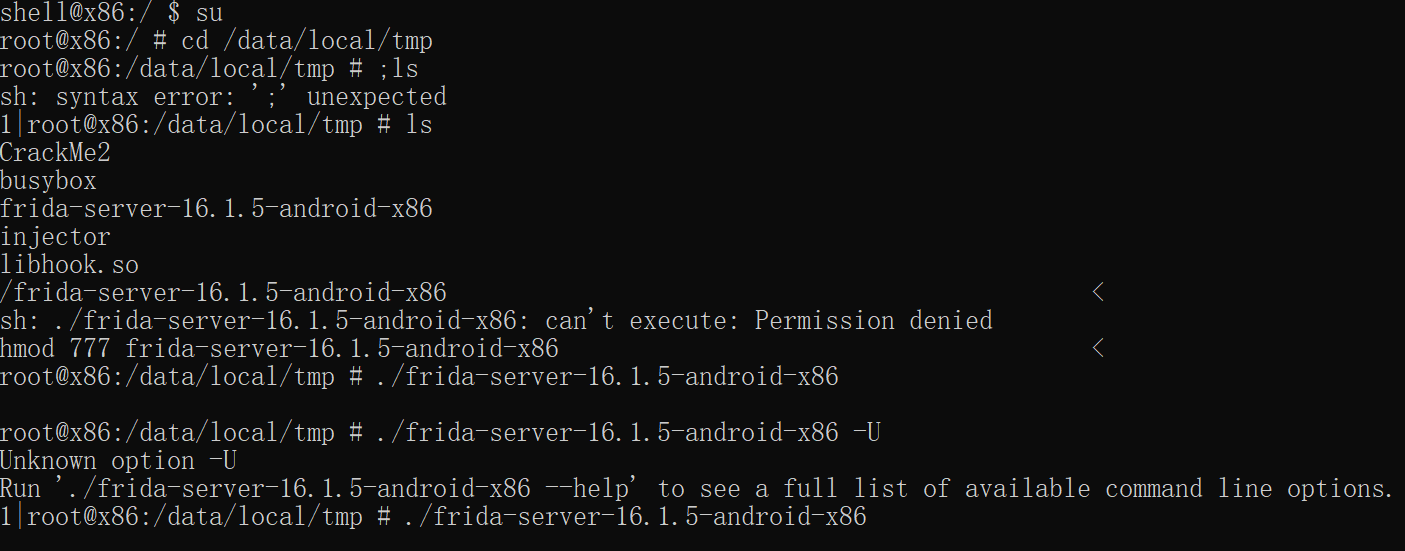 shell@x86:/ $ su
root@x86:/ # cd /data/local/tmp
root@x86:/data/local/tmp # ;ls
sh: syntax error: ';' unexpected
1|root@x86:/data/local/tmp # ls
CrackMe2
busybox
frida-server-16.1.5-android-x86
injector
libhook.so
/frida-server-16.1.5-android-x86 <
sh: ./frida-server-16.1.5-android-x86: can't execute: Permission denied
hmod 777 frida-server-16.1.5-android-x86 <
root@x86:/data/local/tmp # ./frida-server-16.1.5-android-x86
root@x86:/data/local/tmp # ./frida-server-16.1.5-android-x86 -U
Unknown option -U
Run './frida-server-16.1.5-android-x86 --help' to see a full list of available command line options.
1|root@x86:/data/local/tmp # ./frida-server-16.1.5-android-x86